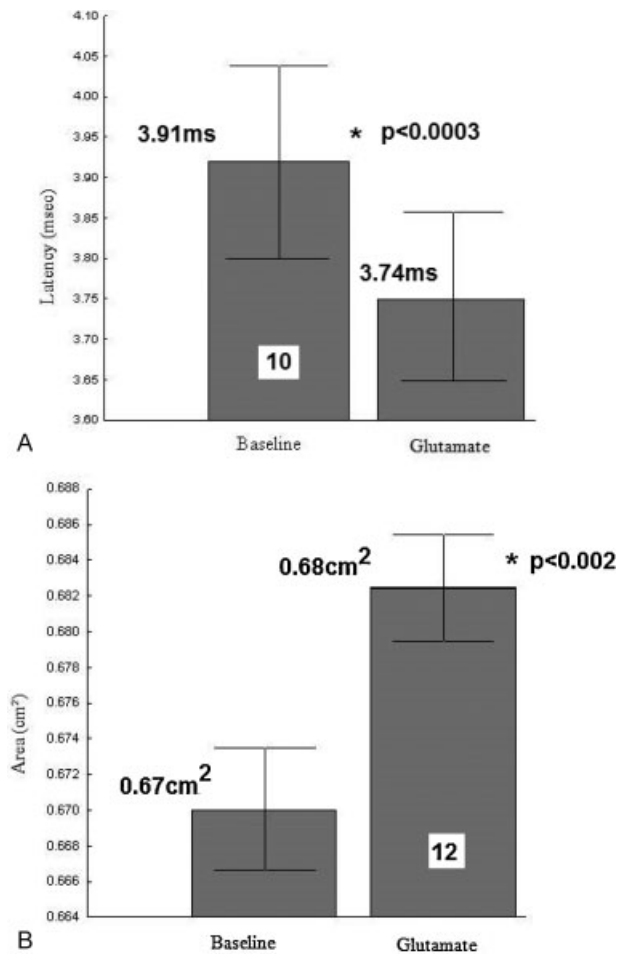 4.10
4.05
4.00
3.95
3.90
3.85
3.80
3.75
3.70
3.65
3.60
Latency (msec)
3.91ms
* p<0.0003
3.74ms
10
A
Baseline
Glutamate
0.688
0.686
0.684
0.682
0.680
0.678
0.676
0.674
0.672
0.670
0.668
0.666
0.664
Area (cm²)
0.68cm²
* p<0.002
0.67cm²
12
B
Baseline
Glutamate